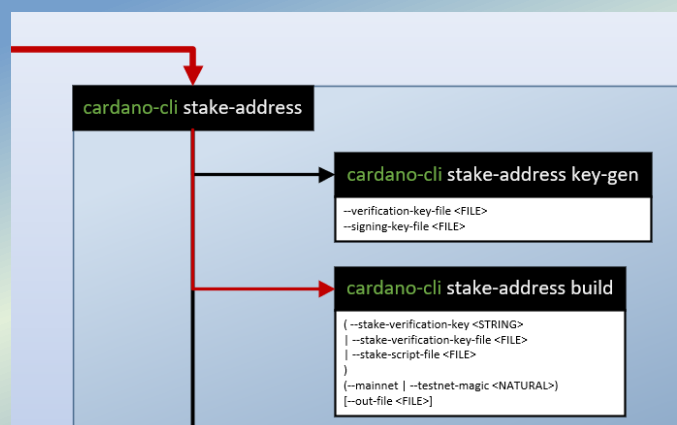 cardano-cli stake-address
cardano-cli stake-address key-gen
--verification-key-file <FILE>
--signing-key-file <FILE>
cardano-cli stake-address build
( --stake-verification-key <STRING>
| --stake-verification-key-file <FILE>
| --stake-script-file <FILE>
)
(--mainnet | --testnet-magic <NATURAL>)
[--out-file <FILE>]